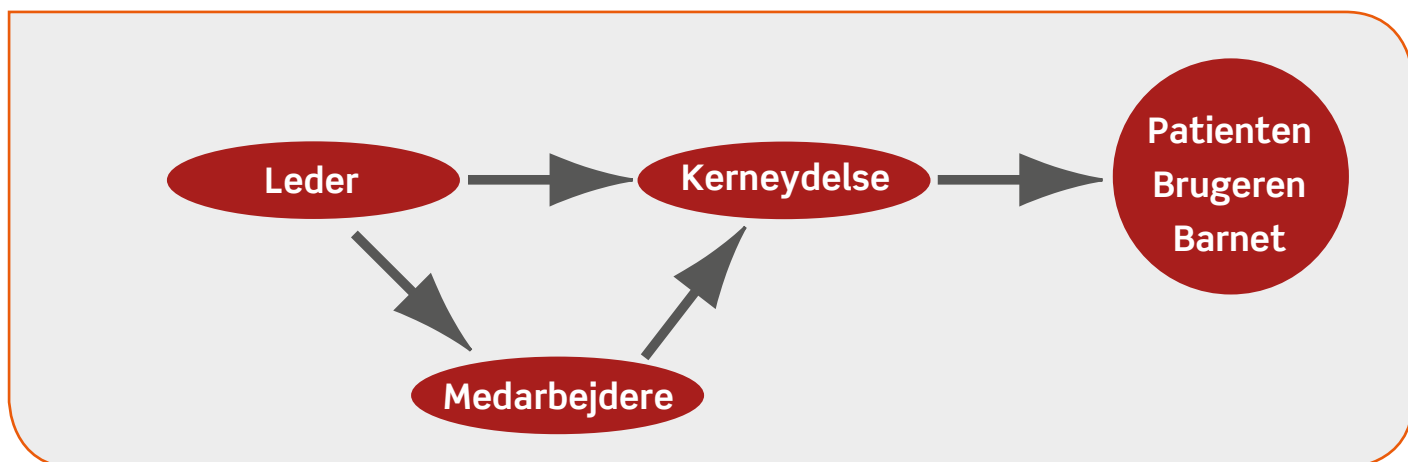 Leder
Kerneydelse
Patienten
Brugeren
Barnet
Medarbejdere